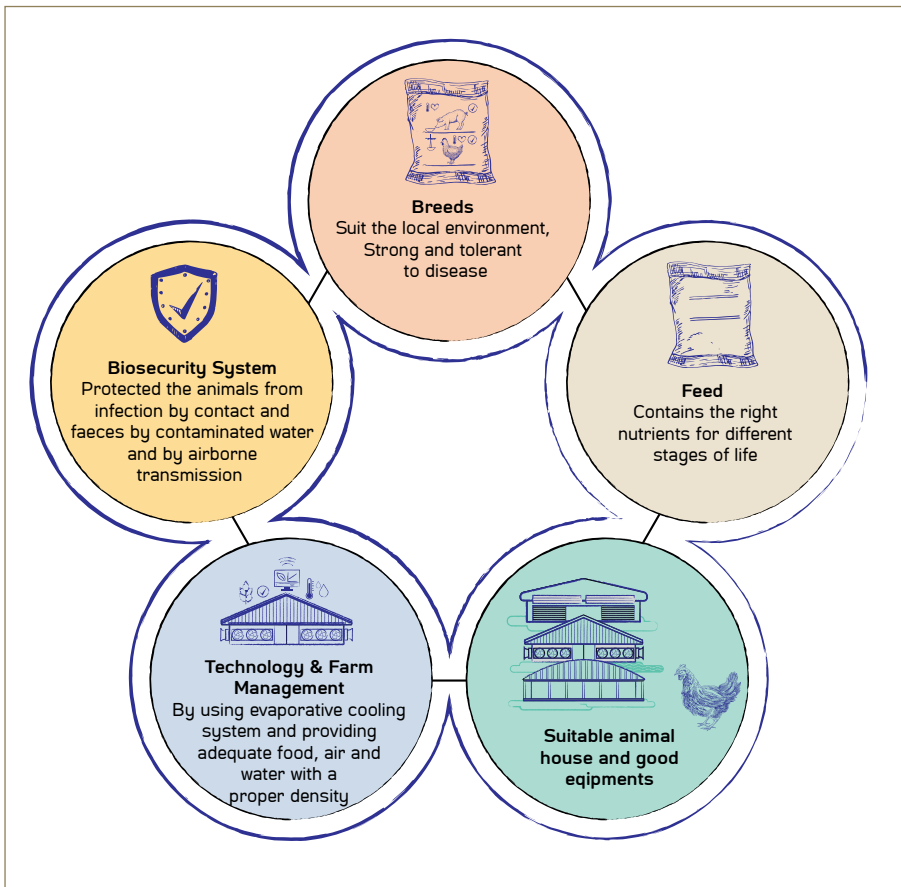 Breeds
Suit the local environment,
Strong and tolerant
to disease
Feed
Contains the right
nutrients for different
stages of life
Suitable animal
house and good
eqipments
Technology & Farm
Management
By using evaporative cooling
system and providing
adequate food, air and
water with a
proper density
Biosecurity System
Protected the animals from
infection by contact and
faeces by contaminated water
and by airborne
transmission